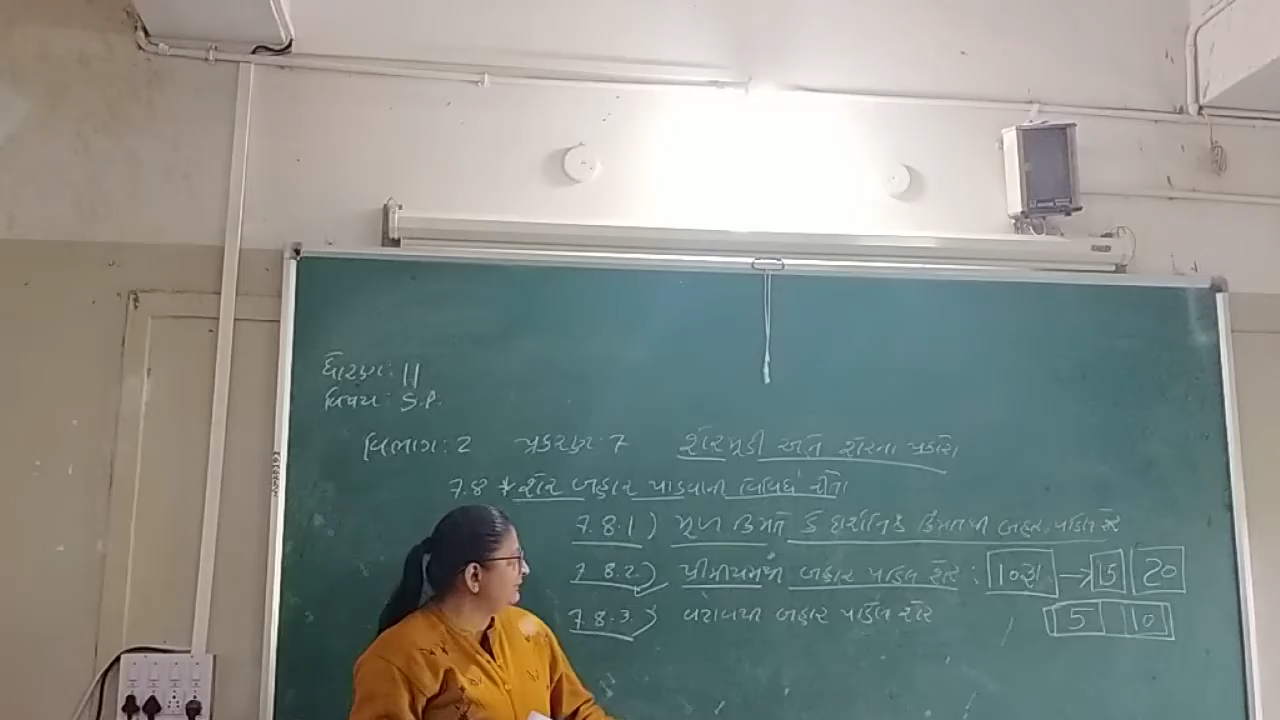 ધોરણ: 11
વિષય: S.P.
વિભાગ: 2 પ્રકરણ: 7 શેરમૂડી અને શેરના પ્રકારો
7.8 * શેર બહાર પાડવાની વિવિધ રીતો
7.8.1) મૂળ કિંમતે કે દાર્શનિક કિંમતથી બહાર પાડેલ શેર
7.8.2) પ્રીમિયમથી બહાર પાડેલ શેર : 10રૂા → 15 20
7.8.3) વટાવથી બહાર પાડેલ શેર 5 10